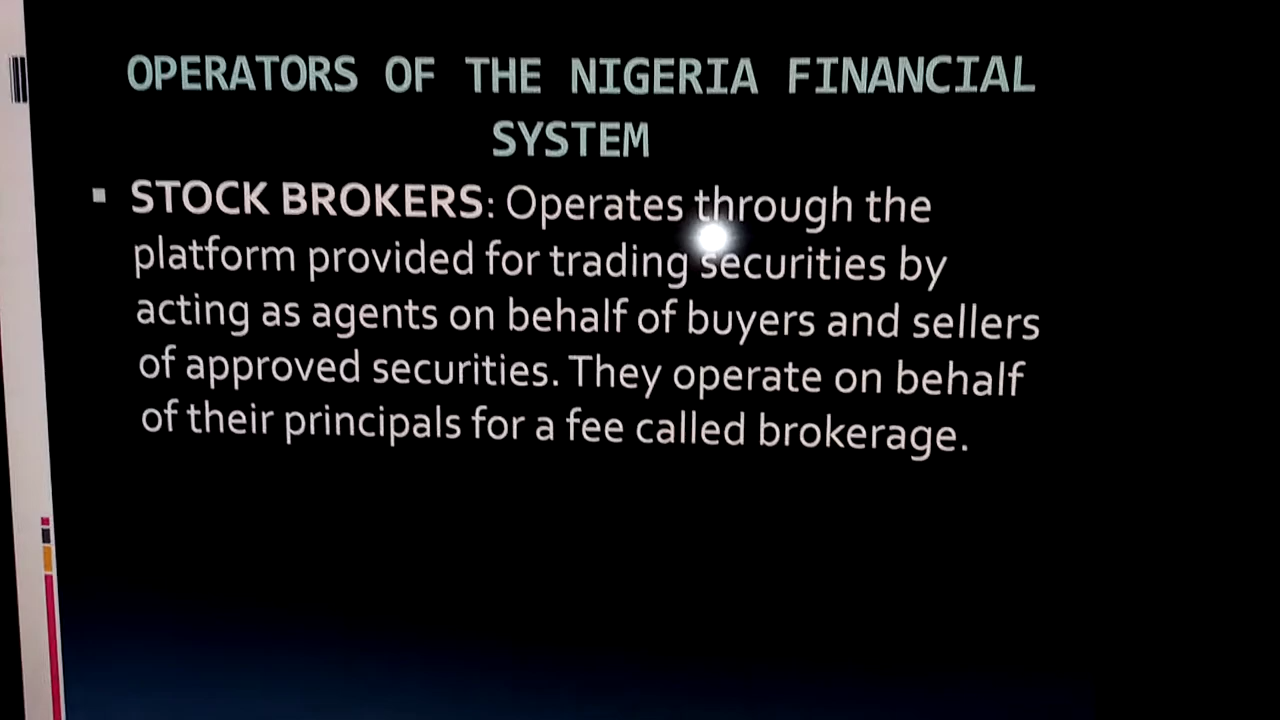 OPERATORS OF THE NIGERIA FINANCIAL
SYSTEM
▪ STOCK BROKERS: Operates through the
platform provided for trading securities by
acting as agents on behalf of buyers and sellers
of approved securities. They operate on behalf
of their principals for a fee called brokerage.